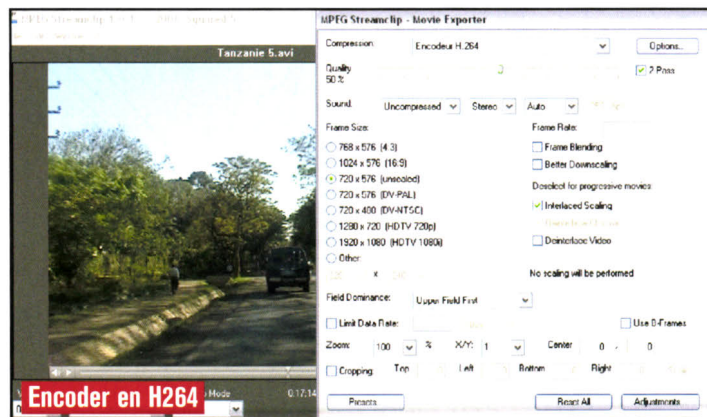 MPEG Streamclip
Tanzanie 5.avi
MPEG Streamclip - Movie Exporter
Compression: Encodeur H.264 Options...
Quality 2 Pass
50 %
Sound: Uncompressed Stereo Auto
Frame Size: Frame Rate:
768 x 576 (4:3) Frame Blending
1024 x 576 (16:9) Better Downscaling
720 x 576 (unscaled) Deselect for progressive movies:
720 x 576 (DV-PAL) Interlaced Scaling
720 x 480 (DV-NTSC)
1280 x 720 (HDTV 720p) Deinterlace Video
1920 x 1080 (HDTV 1080i)
Other:
x No scaling will be performed
Field Dominance: Upper Field First
Limit Data Rate: Use B-Frames
Zoom: 100 % X/Y: 1 Center 0 , 0
Cropping: Top Left Bottom Right
Presets Reset All Adjustments...
Mode 0:17:14
Encoder en H264